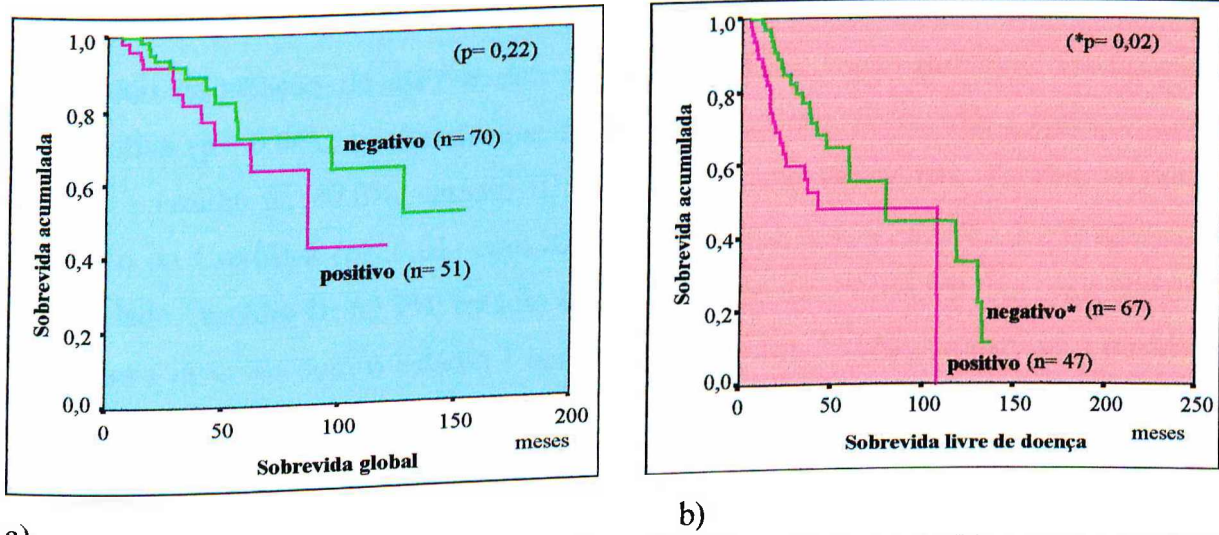 (p= 0,22)
Sobrevida acumulada
1,0
0,8
0,6
0,4
0,2
0,0
negativo (n= 70)
positivo (n= 51)
0
50
100
150
200
meses
Sobrevida global
a)
(*p= 0,02)
Sobrevida acumulada
1,0
0,8
0,6
0,4
0,2
0,0
negativo* (n= 67)
positivo (n= 47)
0
50
100
150
200
250
meses
Sobrevida livre de doença
b)